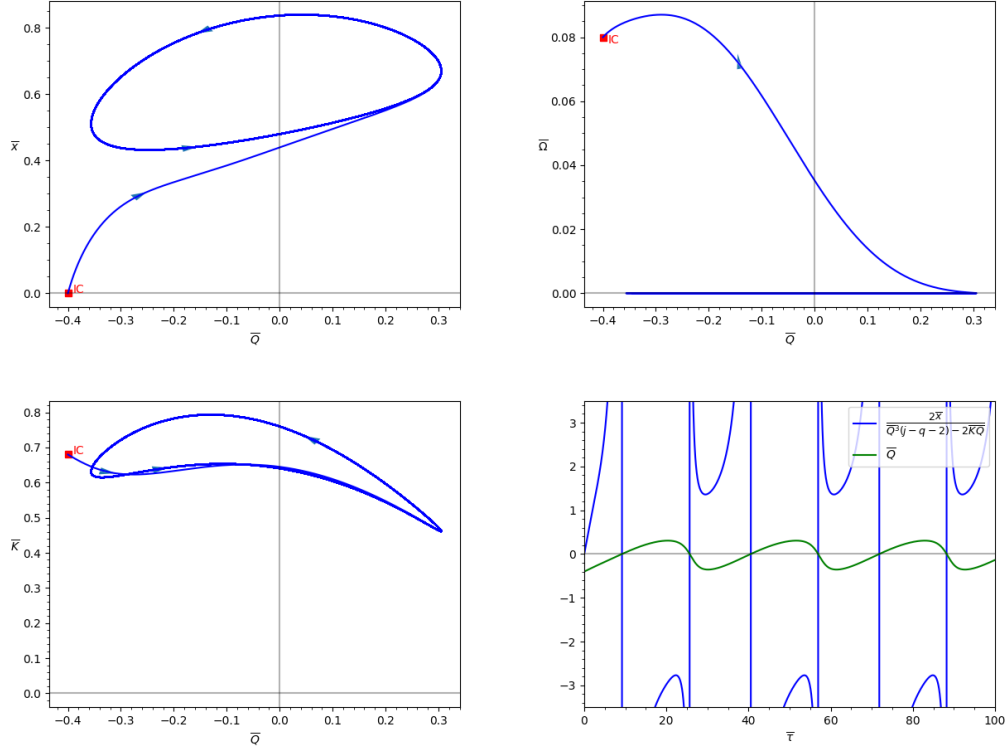 0.8
0.6
0.4
0.2
0.0
x̅
IC
−0.4 −0.3 −0.2 −0.1 0.0 0.1 0.2 0.3
Q̅
0.08
0.06
0.04
0.02
0.00
Ω̅
IC
−0.4 −0.3 −0.2 −0.1 0.0 0.1 0.2 0.3
Q̅
0.8
0.7
0.6
0.5
0.4
0.3
0.2
0.1
0.0
K̅
IC
−0.4 −0.3 −0.2 −0.1 0.0 0.1 0.2 0.3
Q̅
3
2
1
0
−1
−2
−3
2x̅
Q̅³(j − q − 2) − 2K̅Q̅
Q̅
0 20 40 60 80 100
τ̅